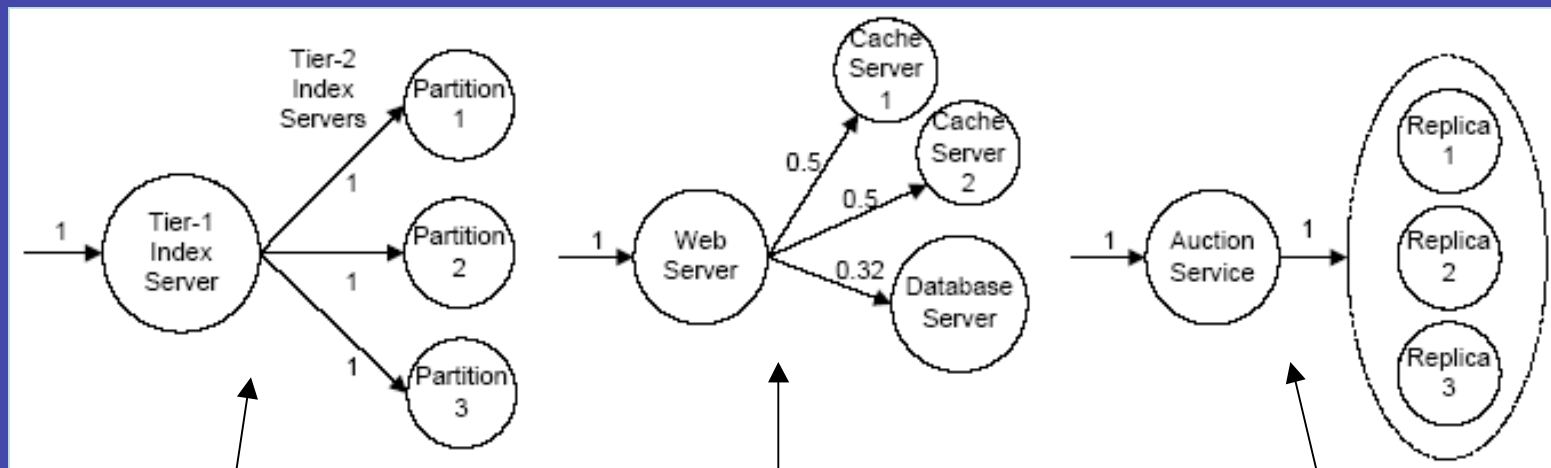 1
Tier-1
Index
Server
Tier-2
Index
Servers
1
1
1
Partition
1
Partition
2
Partition
3
1
Web
Server
0.5
0.5
0.32
Cache
Server
1
Cache
Server
2
Database
Server
1
Auction
Service
1
Replica
1
Replica
2
Replica
3